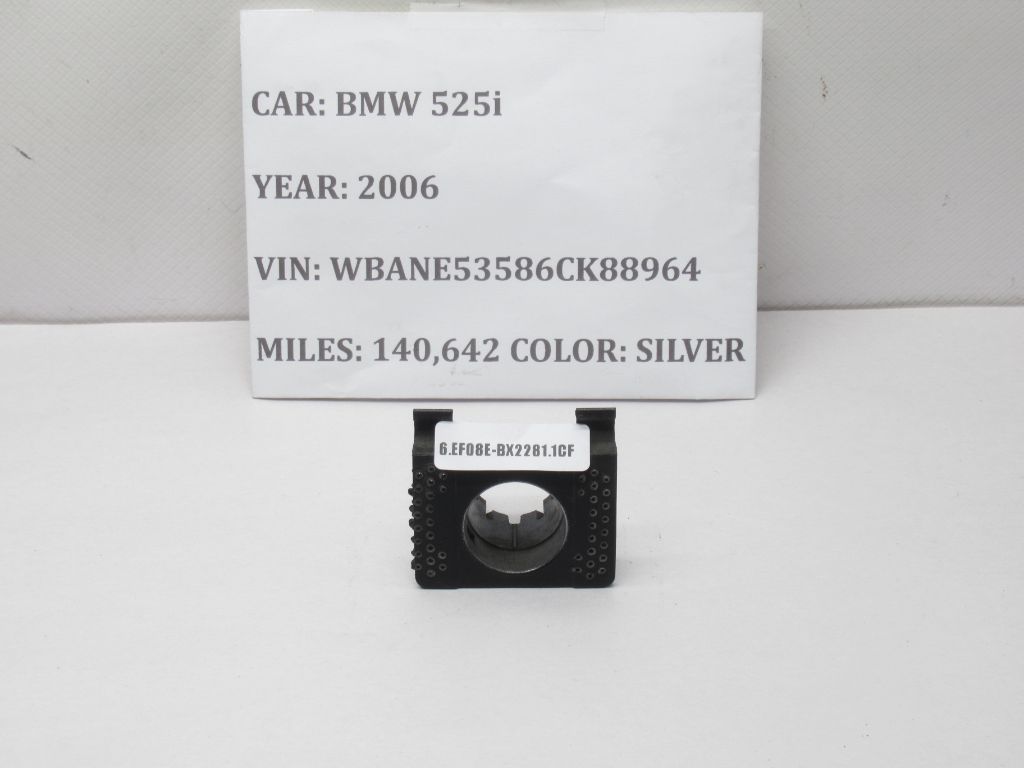 CAR: BMW 525i
YEAR: 2006
VIN: WBANE53586CK88964
MILES: 140,642 COLOR: SILVER
6.EF08E-BX2281.1CF